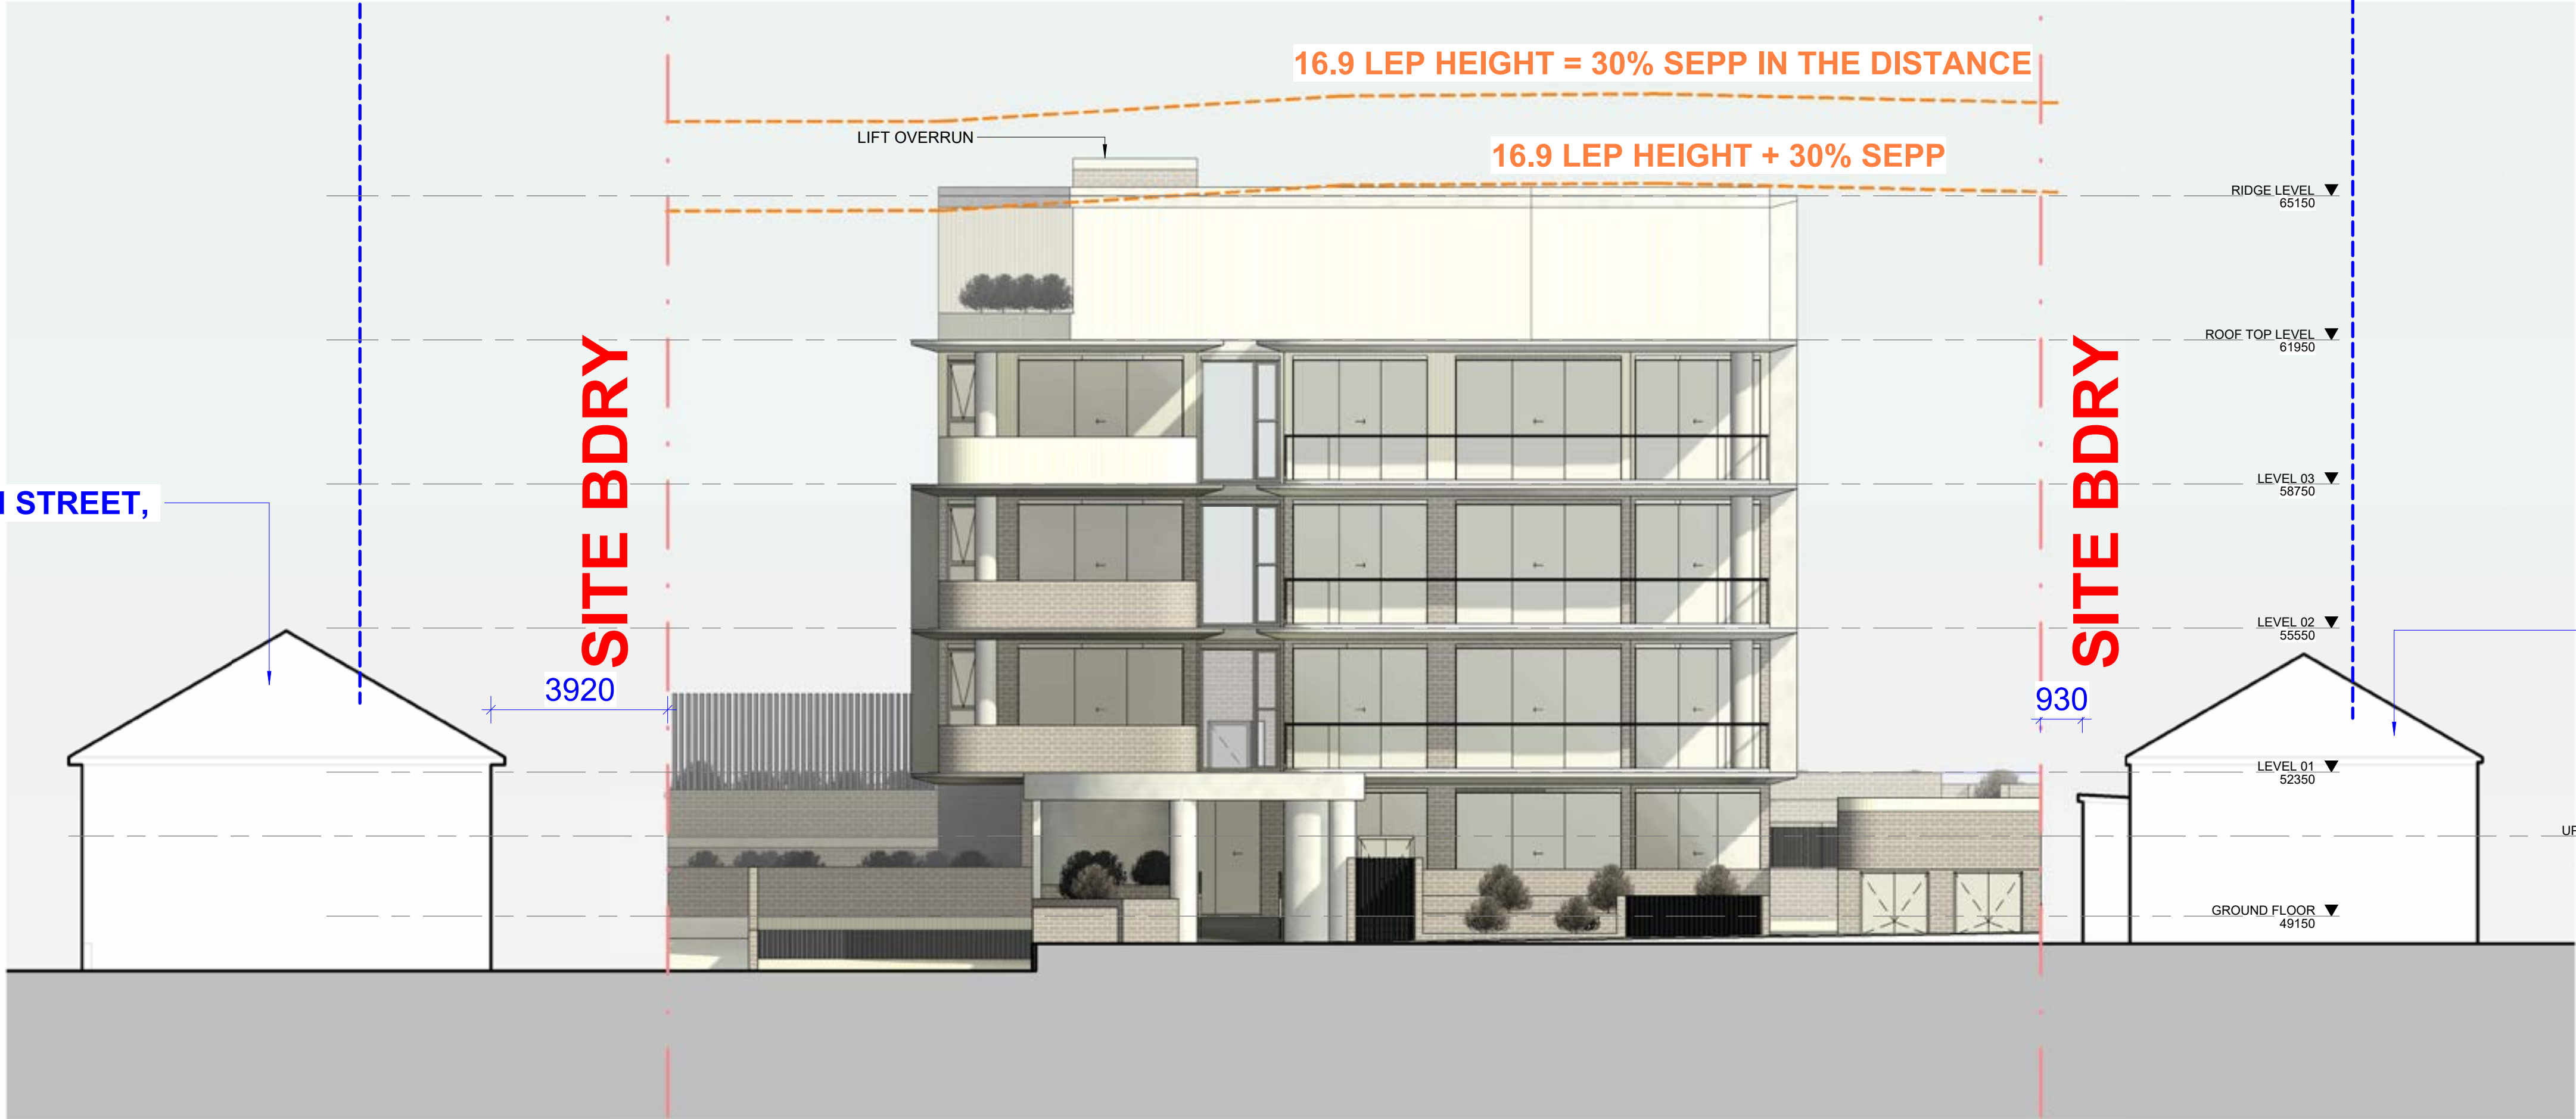 16.9 LEP HEIGHT = 30% SEPP IN THE DISTANCE
LIFT OVERRUN
16.9 LEP HEIGHT + 30% SEPP
RIDGE LEVEL
65150
ROOF TOP LEVEL
61950
SITE BDRY
SITE BDRY
LEVEL 03
58750
STREET,
LEVEL 02
55550
3920
930
LEVEL 01
52350
GROUND FLOOR
49150